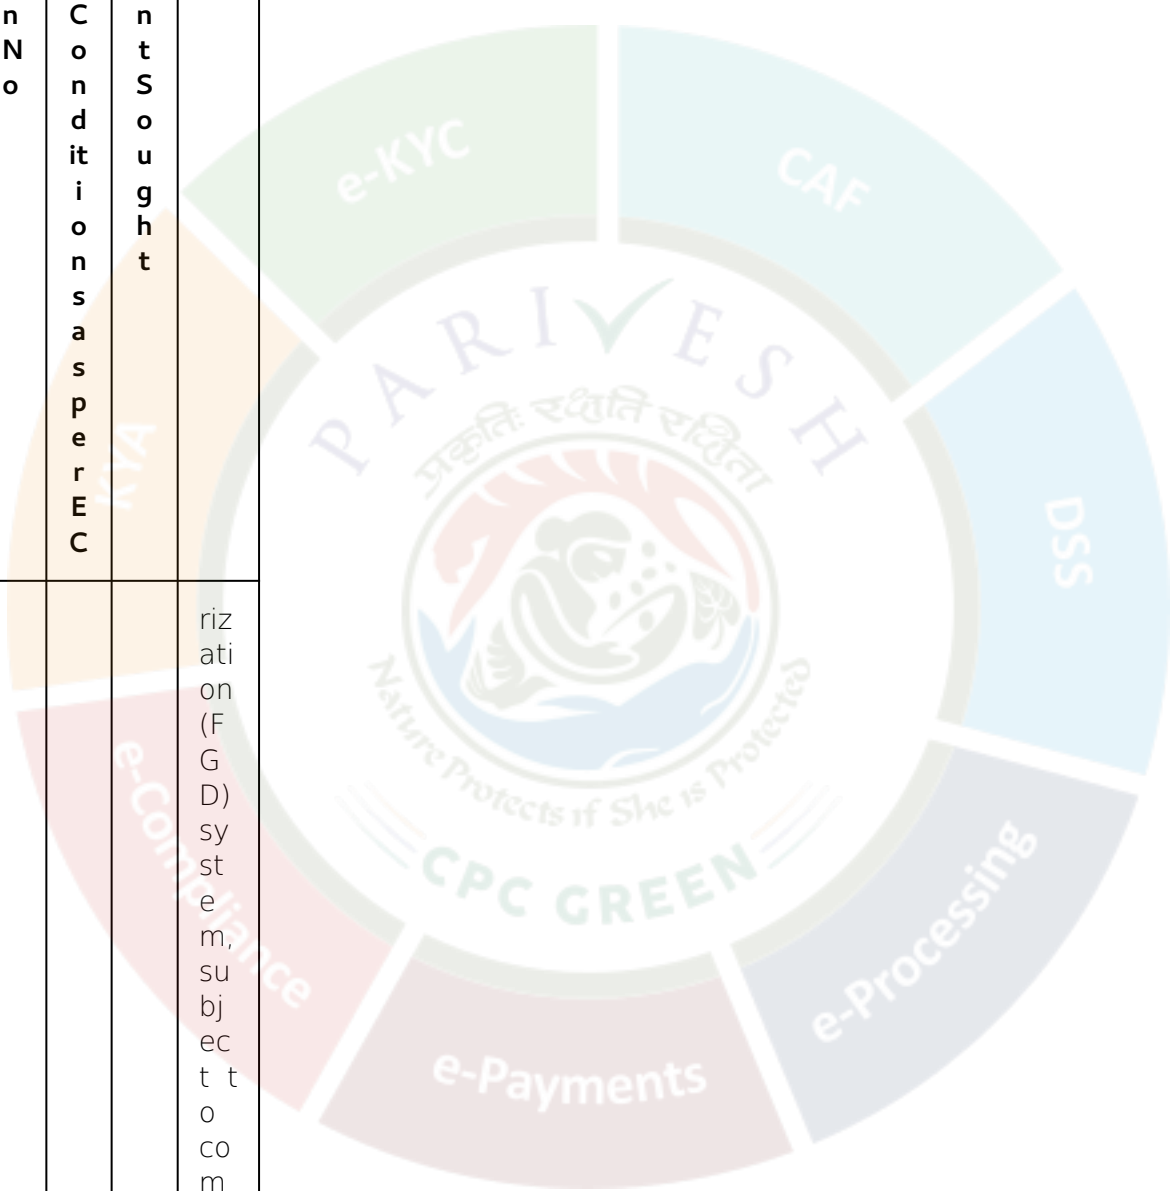 n
N
o
C
o
n
d
it
i
o
n
s
a
s
p
e
r
E
C
n
t
S
o
u
g
h
t
riz
ati
on
(F
G
D)
sy
st
e
m,
su
bj
ec
t t
o
co
m
e-KYC
CAF
DSS
e-Processing
e-Payments
e-Compliance
KYA
PARIVESH
प्रकृतिः रक्षति रक्षिता
Nature Protects if She is Protected
CPC GREEN